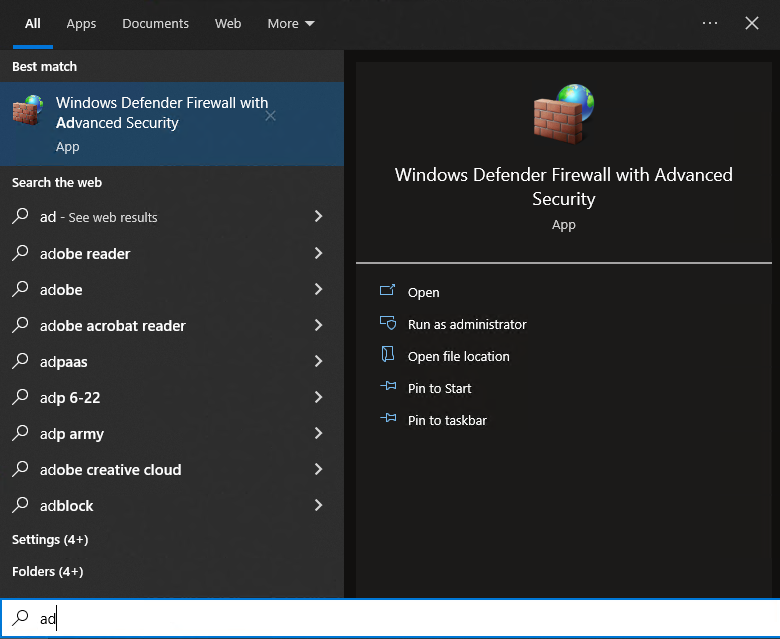 All Apps Documents Web More
Best match
Windows Defender Firewall with
Advanced Security
App
Search the web
ad - See web results
adobe reader
adobe
adobe acrobat reader
adpaas
adp 6-22
adp army
adobe creative cloud
adblock
Settings (4+)
Folders (4+)
Windows Defender Firewall with Advanced
Security
App
Open
Run as administrator
Open file location
Pin to Start
Pin to taskbar
ad